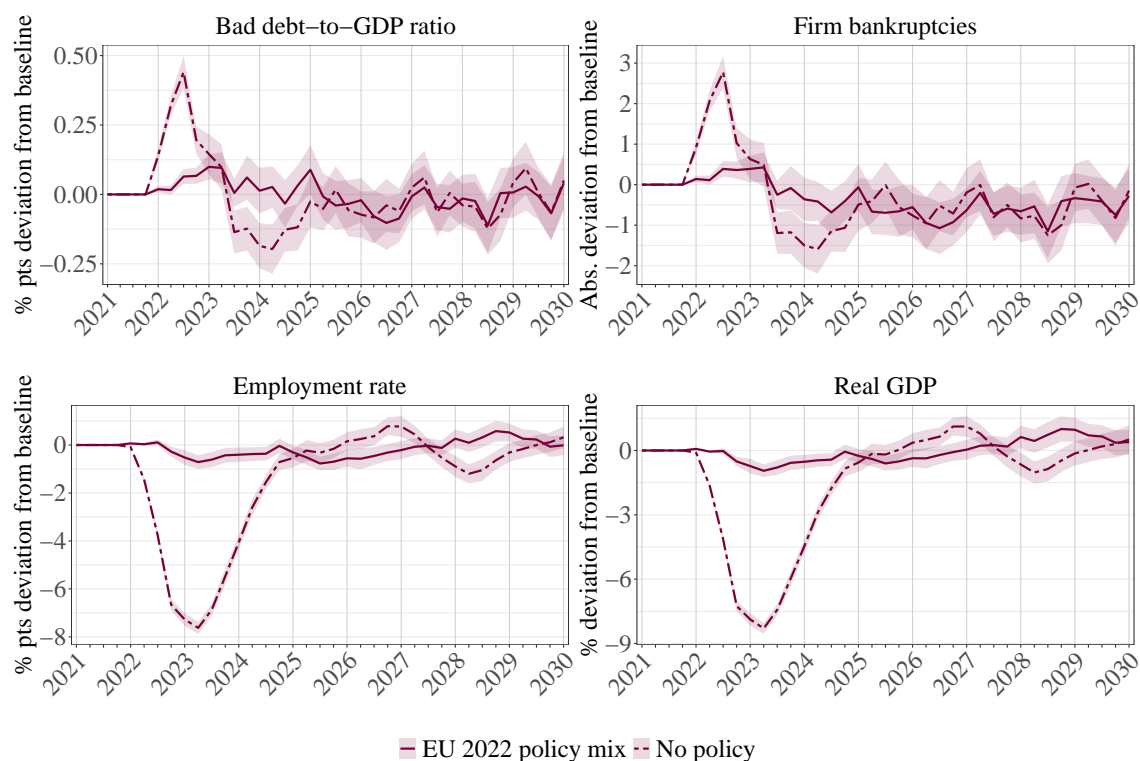 Bad debt−to−GDP ratio
% pts deviation from baseline
0.50
0.25
0.00
−0.25
2021 2022 2023 2024 2025 2026 2027 2028 2029 2030
Firm bankruptcies
Abs. deviation from baseline
3
2
1
0
−1
−2
2021 2022 2023 2024 2025 2026 2027 2028 2029 2030
Employment rate
% pts deviation from baseline
0
−2
−4
−6
−8
2021 2022 2023 2024 2025 2026 2027 2028 2029 2030
Real GDP
% deviation from baseline
0
−3
−6
−9
2021 2022 2023 2024 2025 2026 2027 2028 2029 2030
EU 2022 policy mix No policy